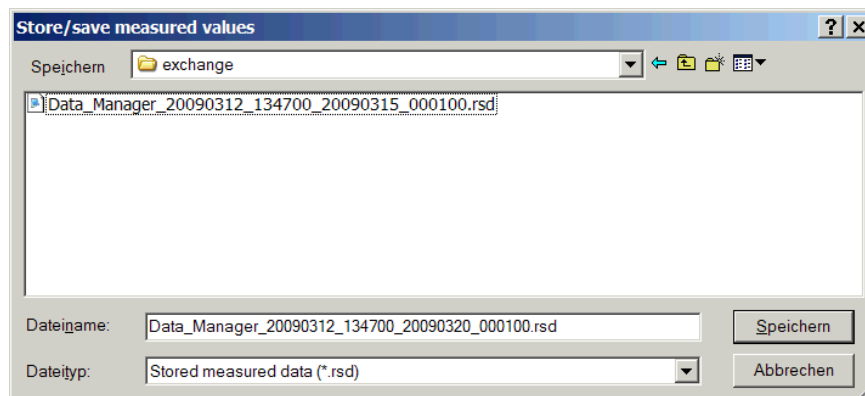 Store/save measured values
Speichern exchange
Data_Manager_20090312_134700_20090315_000100.rsd
Dateiname: Data_Manager_20090312_134700_20090320_000100.rsd Speichern
Dateityp: Stored measured data (*.rsd) Abbrechen